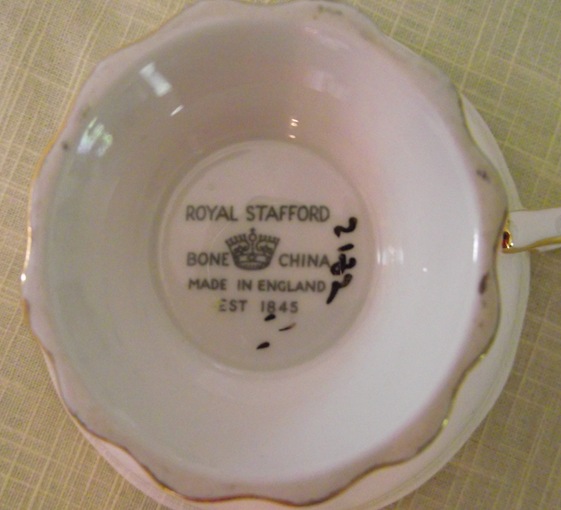 ROYAL STAFFORD
BONE CHINA
MADE IN ENGLAND
EST 1845